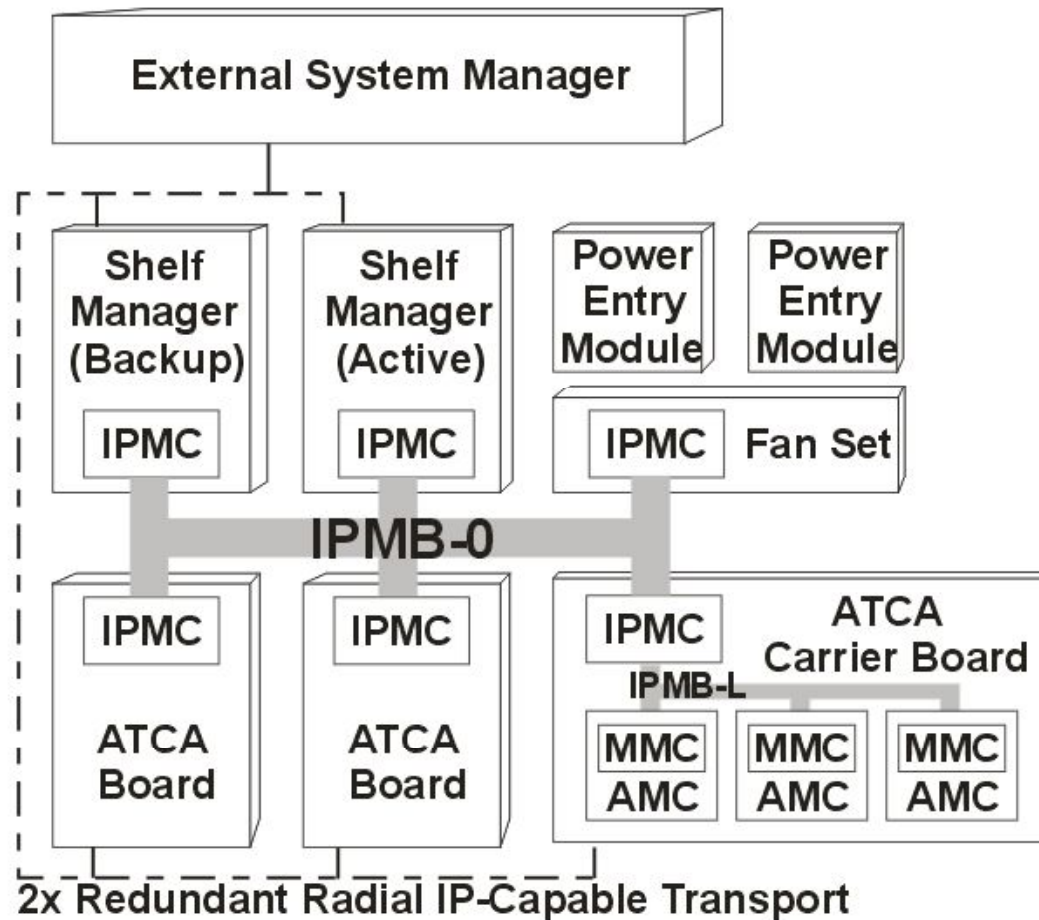 External System Manager
Shelf
Manager
(Backup)
IPMC
Shelf
Manager
(Active)
IPMC
Power
Entry
Module
Power
Entry
Module
IPMC
Fan Set
IPMB-0
IPMC
ATCA
Board
IPMC
ATCA
Board
IPMC
ATCA
Carrier Board
IPMB-L
MMC
AMC
MMC
AMC
MMC
AMC
2x Redundant Radial IP-Capable Transport